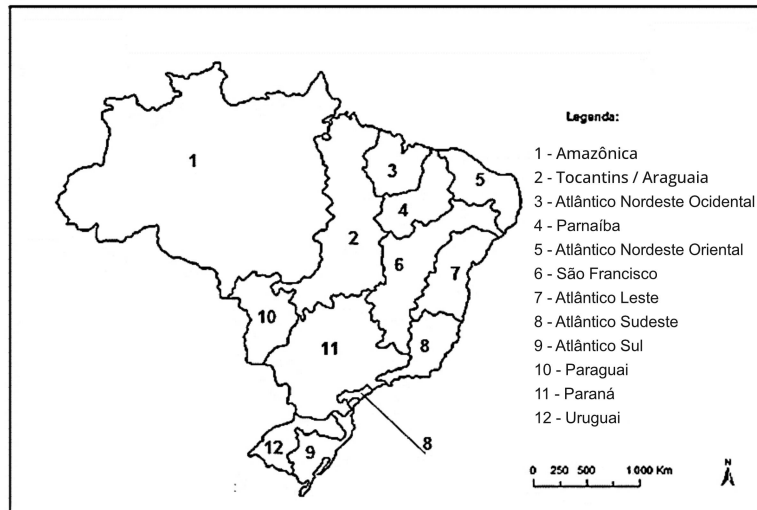 Legenda:
1 - Amazônica
2 - Tocantins / Araguaia
3 - Atlântico Nordeste Ocidental
4 - Parnaíba
5 - Atlântico Nordeste Oriental
6 - São Francisco
7 - Atlântico Leste
8 - Atlântico Sudeste
9 - Atlântico Sul
10 - Paraguai
11 - Paraná
12 - Uruguai
1
3
5
4
2
6
7
10
11
8
8
12
9
0 250 500 1000 Km
N